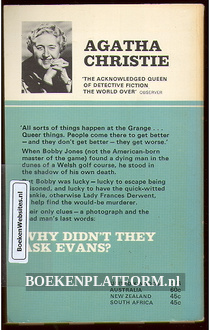 AGATHA
CHRISTIE
'THE ACKNOWLEDGED QUEEN
OF DETECTIVE FICTION
THE WORLD OVER' OBSERVER
'All sorts of things happen at the Grange . . .
Queer things. People come there to get better
– and they don't get better – they get worse.'
When Bobby Jones (not the American-born
master of the game) found a dying man in the
dunes of a Welsh golf course, he stood in
the shadow of his own death.
But Bobby was lucky – lucky to escape being
poisoned, and lucky to have the quick-witted
Frankie, otherwise Lady Frances Derwent,
help find the would-be murderer.
Their only clues – a photograph and the
dead man's last words:
WHY DIDN'T THEY
ASK EVANS?
BoekenWebsites.nl
BOEKENPLATFORM.nl
AUSTRALIA 60c
NEW ZEALAND 45c
SOUTH AFRICA 45c